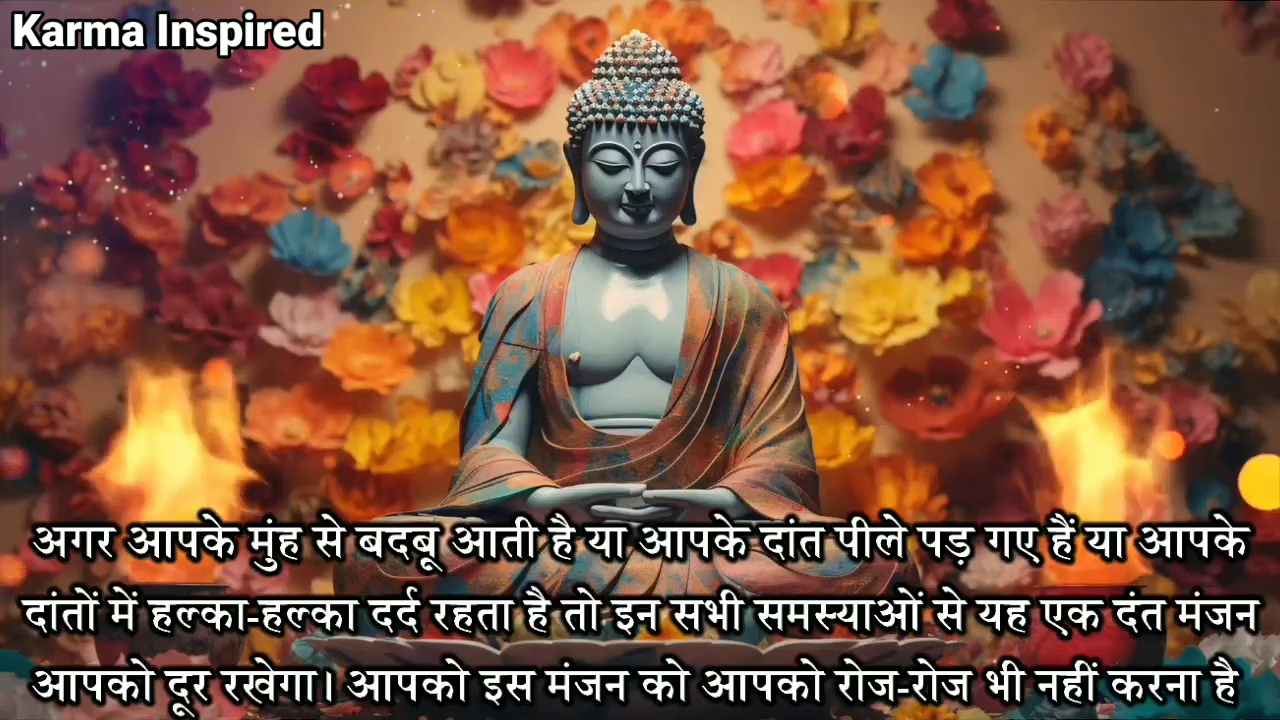 Karma Inspired
अगर आपके मुंह से बदबू आती है या आपके दांत पीले पड़ गए हैं या आपके
दांतों में हल्का-हल्का दर्द रहता है तो इन सभी समस्याओं से यह एक दंत मंजन
आपको दूर रखेगा। आपको इस मंजन को आपको रोज-रोज भी नहीं करना है